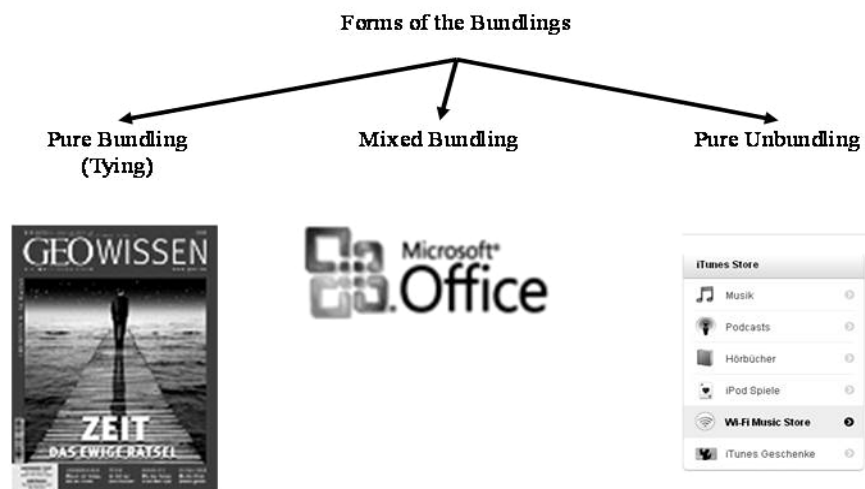 Forms of the Bundlings
Pure Bundling
(Tying)
Mixed Bundling
Pure Unbundling
GEOWISSEN
ZEIT
DAS EWIGE RÄTSEL
Microsoft®
Office
iTunes Store
Musik
Podcasts
Hörbücher
iPod Spiele
Wi-Fi Music Store
iTunes Geschenke